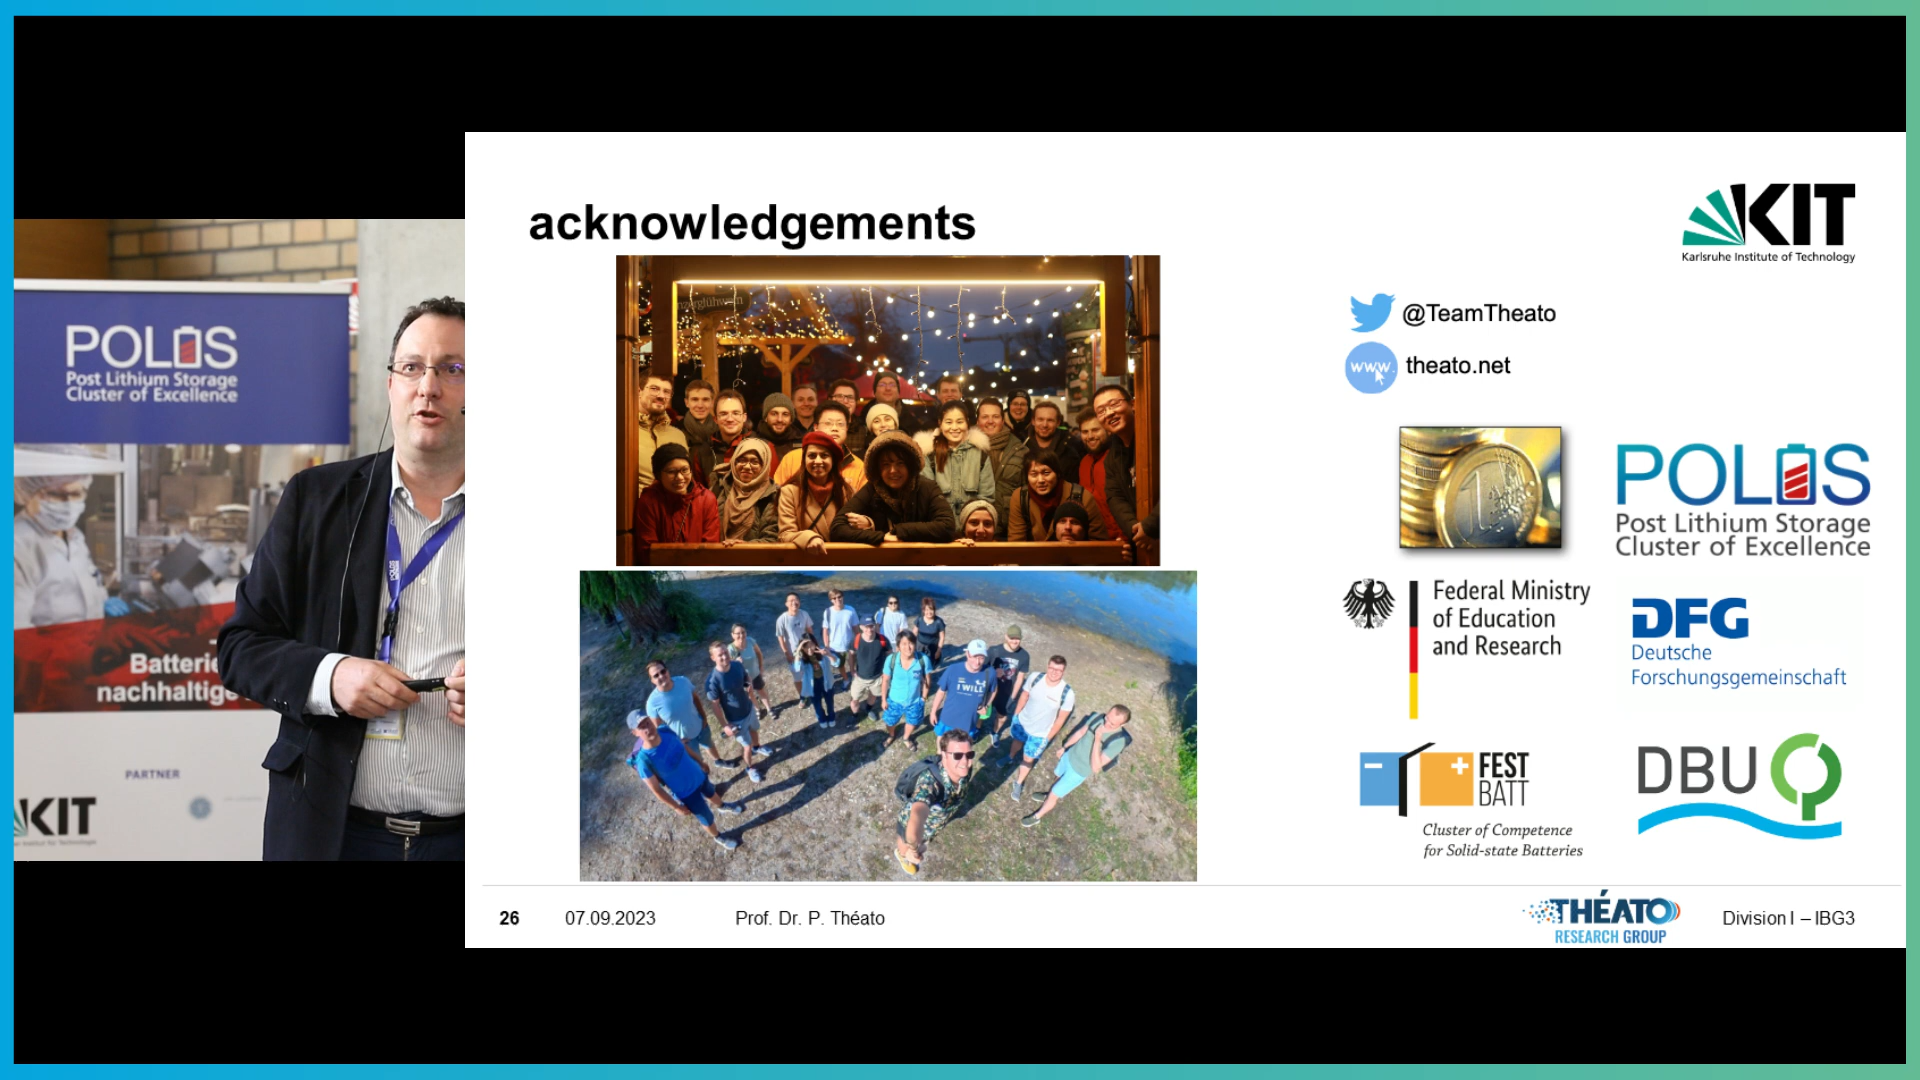 POLiS
Post Lithium Storage
Cluster of Excellence
Batterie
nachhaltige
PARTNER
KIT
acknowledgements
KIT
Karlsruhe Institute of Technology
@TeamTheato
www.
theato.net
I WILL
1
POLiS
Post Lithium Storage
Cluster of Excellence
Federal Ministry
of Education
and Research
DFG
Deutsche
Forschungsgemeinschaft
FEST
BATT
Cluster of Competence
for Solid-state Batteries
DBU
26
07.09.2023
Prof. Dr. P. Théato
THÉATO
RESEARCH GROUP
Division I – IBG3